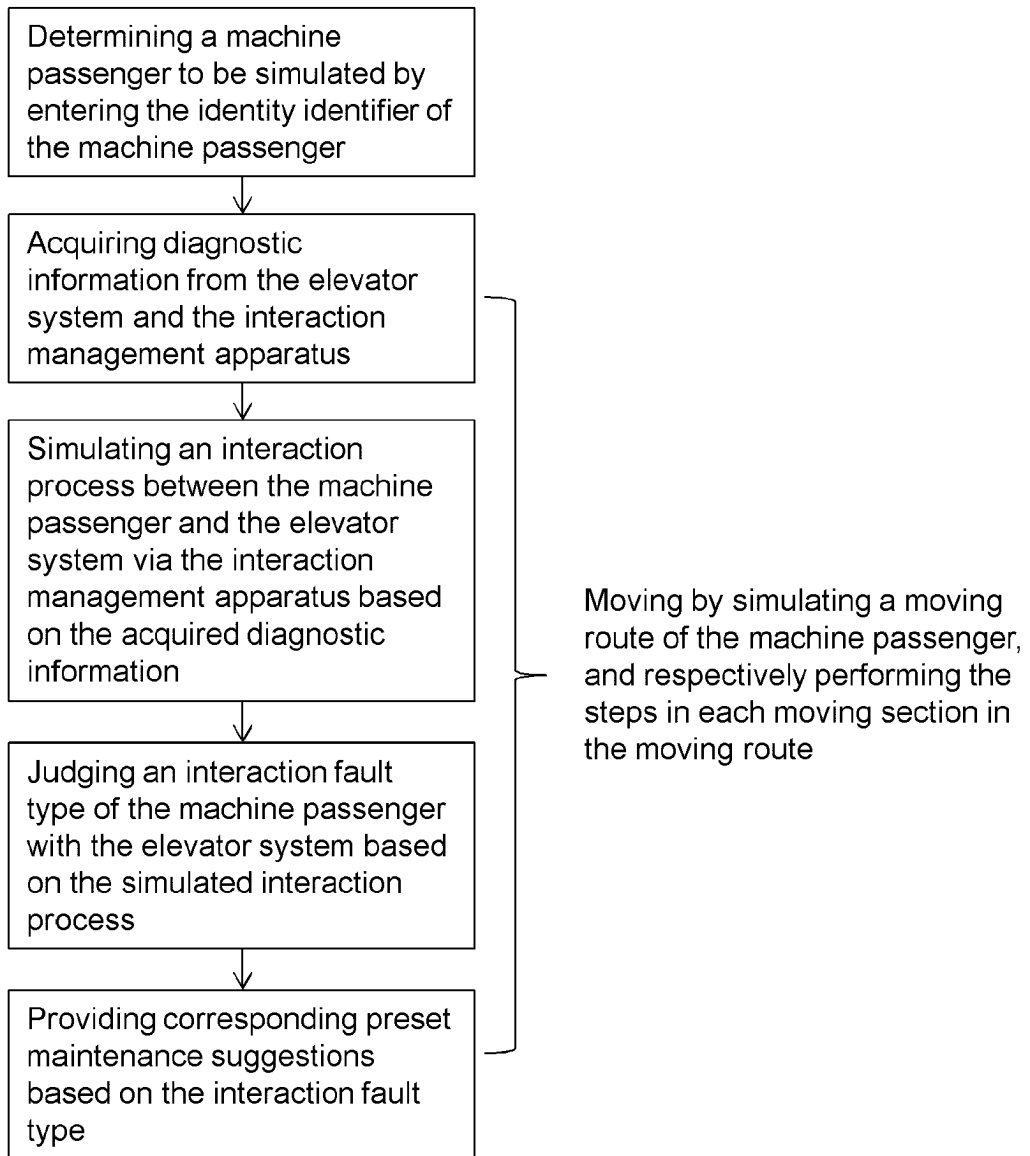 Determining a machine
passenger to be simulated by
entering the identity identifier of
the machine passenger
Acquiring diagnostic
information from the elevator
system and the interaction
management apparatus
Simulating an interaction
process between the machine
passenger and the elevator
system via the interaction
management apparatus based
on the acquired diagnostic
information
Judging an interaction fault
type of the machine passenger
with the elevator system based
on the simulated interaction
process
Providing corresponding preset
maintenance suggestions
based on the interaction fault
type
Moving by simulating a moving
route of the machine passenger,
and respectively performing the
steps in each moving section in
the moving route